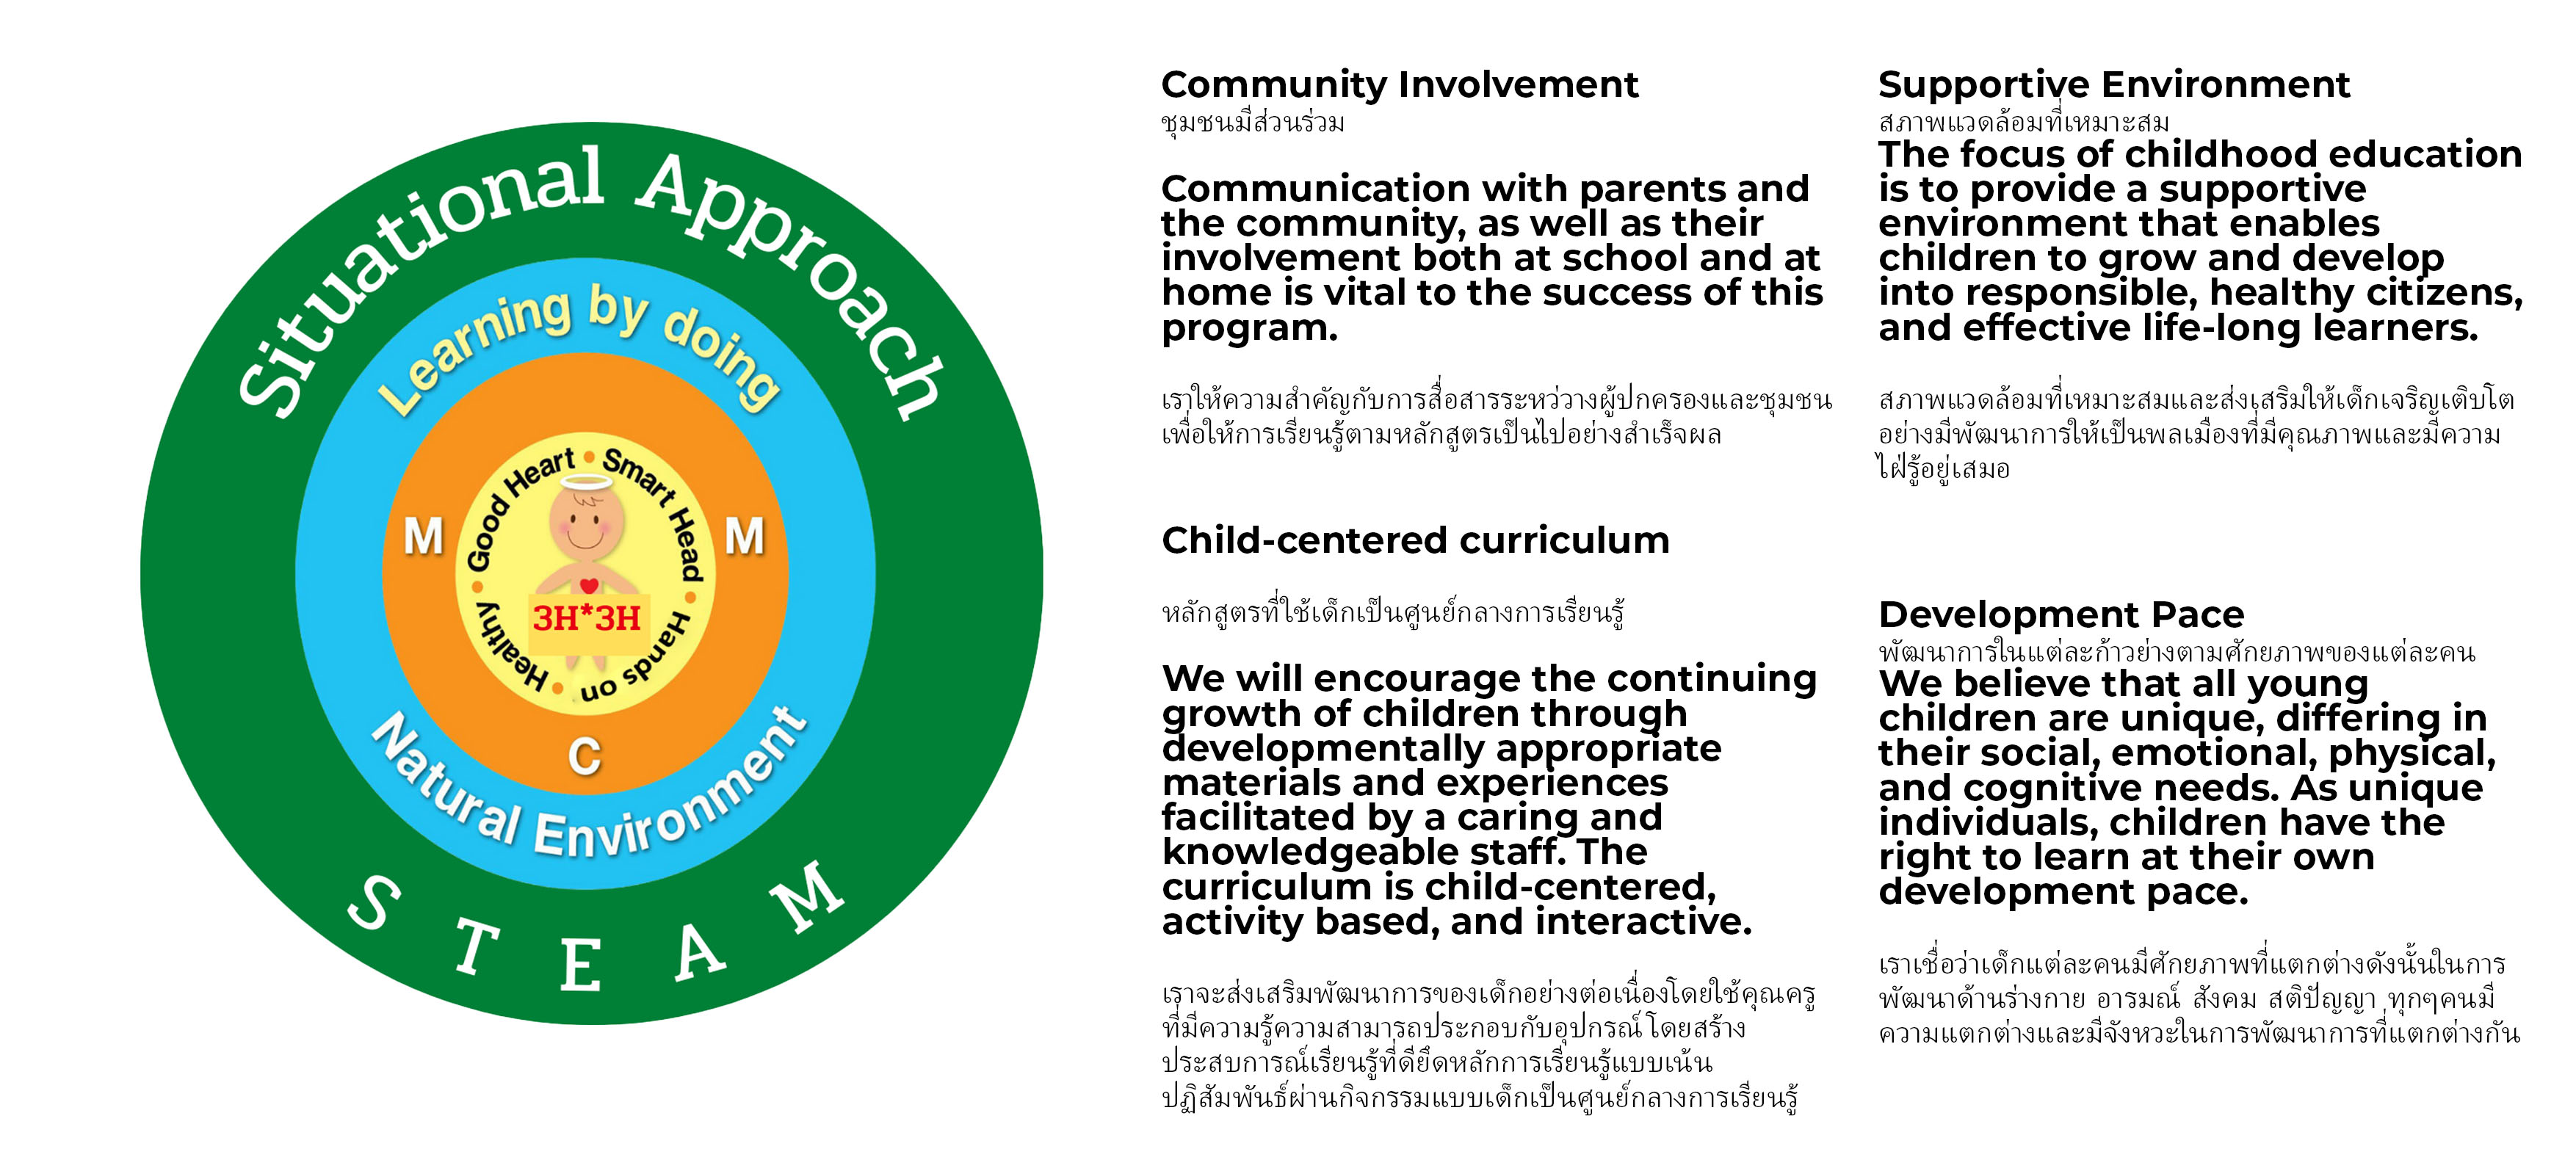 Situational Approach
Learning by doing
M
M
Good Heart • Smart Head • Hands on • Healthy •
3H*3H
C
Natural Environment
S T E A M
Community Involvement
ชุมชนมีส่วนร่วม
Communication with parents and
the community, as well as their
involvement both at school and at
home is vital to the success of this
program.
เราให้ความสำคัญกับการสื่อสารระหว่างผู้ปกครองและชุมชน
เพื่อให้การเรียนรู้ตามหลักสูตรเป็นไปอย่างสำเร็จผล
Child-centered curriculum
หลักสูตรที่ใช้เด็กเป็นศูนย์กลางการเรียนรู้
We will encourage the continuing
growth of children through
developmentally appropriate
materials and experiences
facilitated by a caring and
knowledgeable staff. The
curriculum is child-centered,
activity based, and interactive.
เราจะส่งเสริมพัฒนาการของเด็กอย่างต่อเนื่องโดยใช้คุณครู
ที่มีความรู้ความสามารถประกอบกับอุปกรณ์ โดยสร้าง
ประสบการณ์เรียนรู้ที่ดียึดหลักการเรียนรู้แบบเน้น
ปฏิสัมพันธ์ผ่านกิจกรรมแบบเด็กเป็นศูนย์กลางการเรียนรู้
Supportive Environment
สภาพแวดล้อมที่เหมาะสม
The focus of childhood education
is to provide a supportive
environment that enables
children to grow and develop
into responsible, healthy citizens,
and effective life-long learners.
สภาพแวดล้อมที่เหมาะสมและส่งเสริมให้เด็กเจริญเติบโต
อย่างมีพัฒนาการให้เป็นพลเมืองที่มีคุณภาพและมีความ
ไฝ่รู้อยู่เสมอ
Development Pace
พัฒนาการในแต่ละก้าวย่างตามศักยภาพของแต่ละคน
We believe that all young
children are unique, differing in
their social, emotional, physical,
and cognitive needs. As unique
individuals, children have the
right to learn at their own
development pace.
เราเชื่อว่าเด็กแต่ละคนมีศักยภาพที่แตกต่างดังนั้นในการ
พัฒนาด้านร่างกาย อารมณ์ สังคม สติปัญญา ทุกๆคนมี
ความแตกต่างและมีจังหวะในการพัฒนาการที่แตกต่างกัน